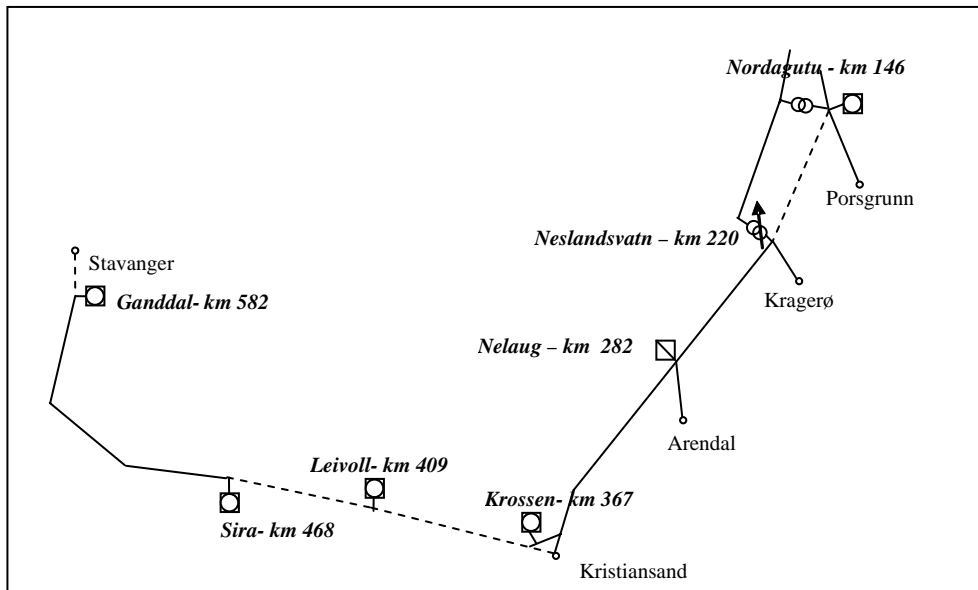 Nordagutu - km 146
Porsgrunn
Neslandsvatn – km 220
Stavanger
Kragerø
Ganddal- km 582
Nelaug – km  282
Arendal
Leivoll- km 409
Krossen- km 367
Sira- km 468
Kristiansand